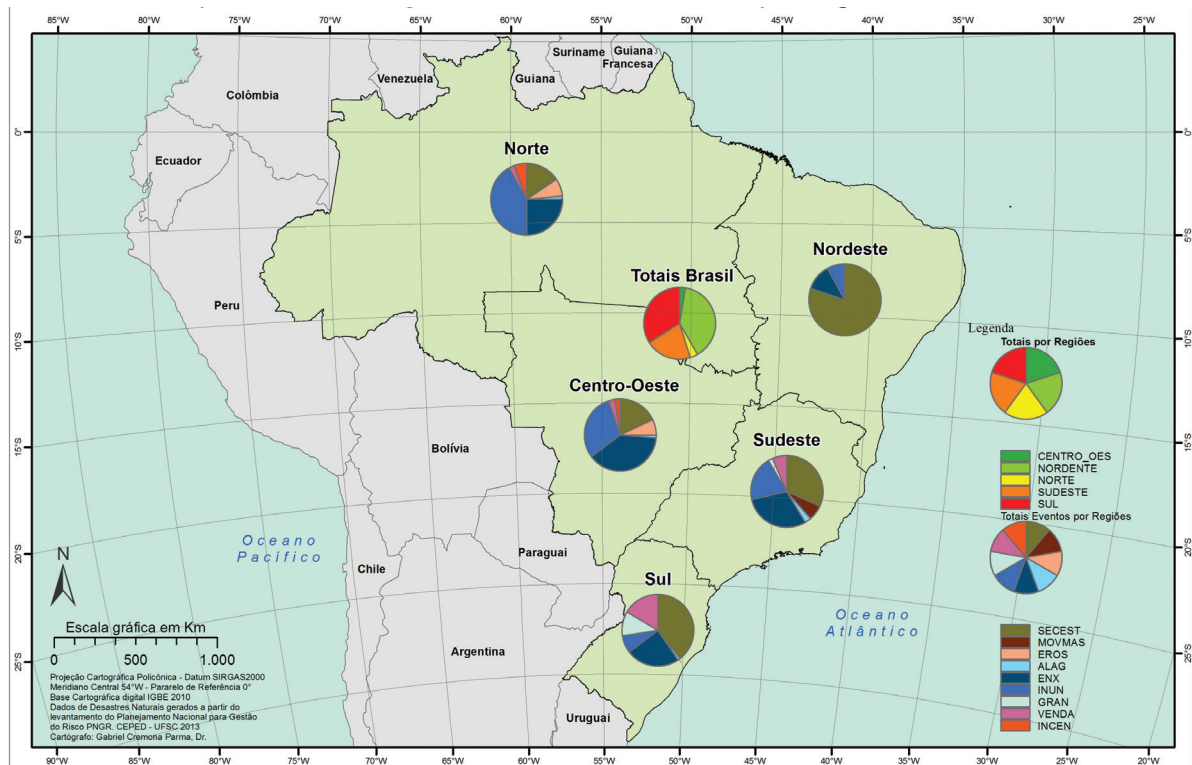 85°W 80°W 75°W 70°W 65°W 60°W 55°W 50°W 45°W 40°W 35°W 30°W 25°W
Suriname
Guiana
Francesa
Venezuela
Guiana
Colômbia
0°
0°
Ecuador
Norte
5°S
5°S
Nordeste
Totais Brasil
Peru
10°S
10°S
Legenda
Totais por Regiões
Centro-Oeste
Sudeste
15°S
15°S
Bolívia
CENTRO_OES
NORDENTE
NORTE
SUDESTE
SUL
Totais Eventos por Regiões
Oceano
Pacífico
N
20°S
20°S
Paraguai
Chile
Sul
Oceano
Atlântico
Escala gráfica em Km
0 500 1.000
SECEST
MOVMAS
EROS
ALAG
ENX
INUN
GRAN
VENDA
INCEN
25°S
25°S
Argentina
Projeção Cartográfica Policônica - Datum SIRGAS2000
Meridiano Central 54°W - Pararelo de Referência 0°
Base Cartográfica digital IGBE 2010
Dados de Desastres Naturais gerados a partir do
levantamento do Planejamento Nacional para Gestão
do Risco PNGR. CEPED - UFSC 2013
Cartógrafo: Gabriel Cremona Parma, Dr.
Uruguai
90°W 85°W 80°W 75°W 70°W 65°W 60°W 55°W 50°W 45°W 40°W 35°W 30°W 25°W 20°W